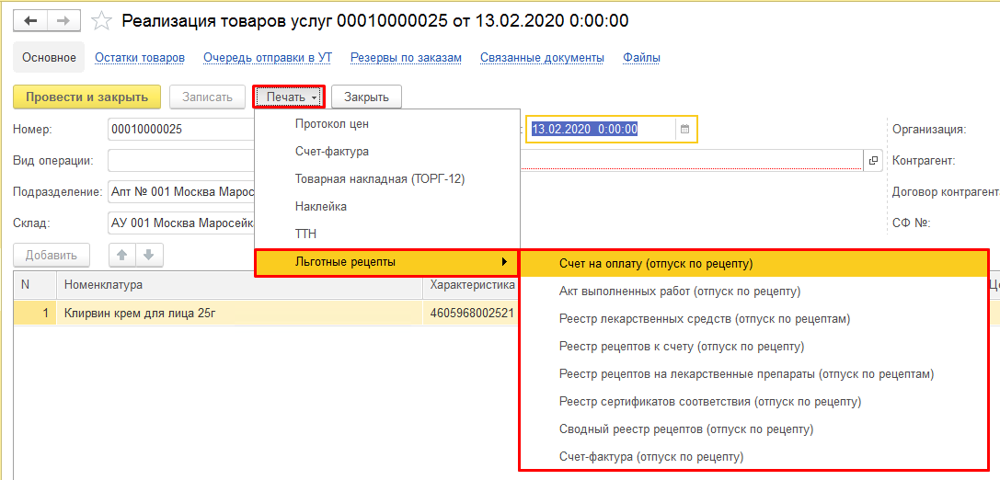 Реализация товаров услуг 00010000025 от 13.02.2020 0:00:00
Основное Остатки товаров Очередь отправки в УТ Резервы по заказам Связанные документы Файлы
Провести и закрыть Записать Печать Закрыть
Номер: 00010000025 13.02.2020 0:00:00 Организация:
Вид операции: Контрагент:
Подразделение: Апт № 001 Москва Марос Договор контрагента
Склад: АУ 001 Москва Маросейка СФ №:
Добавить
Протокол цен
Счет-фактура
Товарная накладная (ТОРГ-12)
Наклейка
ТТН
Льготные рецепты
Счет на оплату (отпуск по рецепту)
Акт выполненных работ (отпуск по рецепту)
Реестр лекарственных средств (отпуск по рецептам)
Реестр рецептов к счету (отпуск по рецепту)
Реестр рецептов на лекарственные препараты (отпуск по рецептам)
Реестр сертификатов соответствия (отпуск по рецепту)
Сводный реестр рецептов (отпуск по рецепту)
Счет-фактура (отпуск по рецепту)
N Номенклатура Характеристика Це
1 Клирвин крем для лица 25г 4605968002521